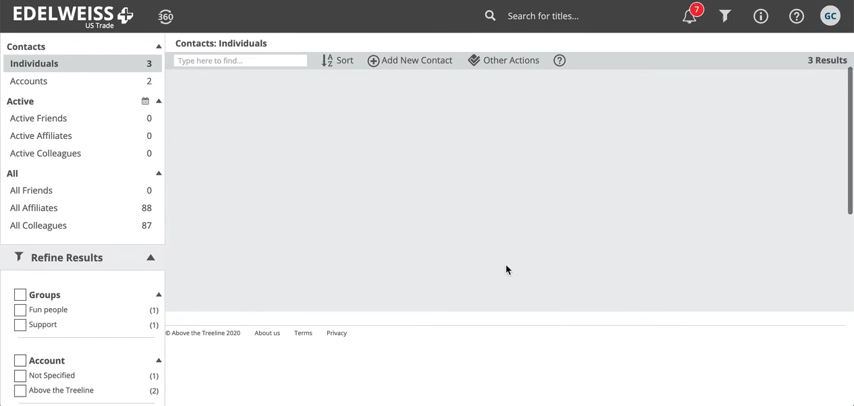 EDELWEISS
US Trade
360
Search for titles...
7
GC
Contacts
Individuals 3
Accounts 2
Active
Active Friends 0
Active Affiliates 0
Active Colleagues 0
All
All Friends 0
All Affiliates 88
All Colleagues 87
Refine Results
Groups
Fun people (1)
Support (1)
Account
Not Specified (1)
Above the Treeline (2)
Contacts: Individuals
Type here to find...
Sort
Add New Contact
Other Actions
3 Results
© Above the Treeline 2020 About us Terms Privacy